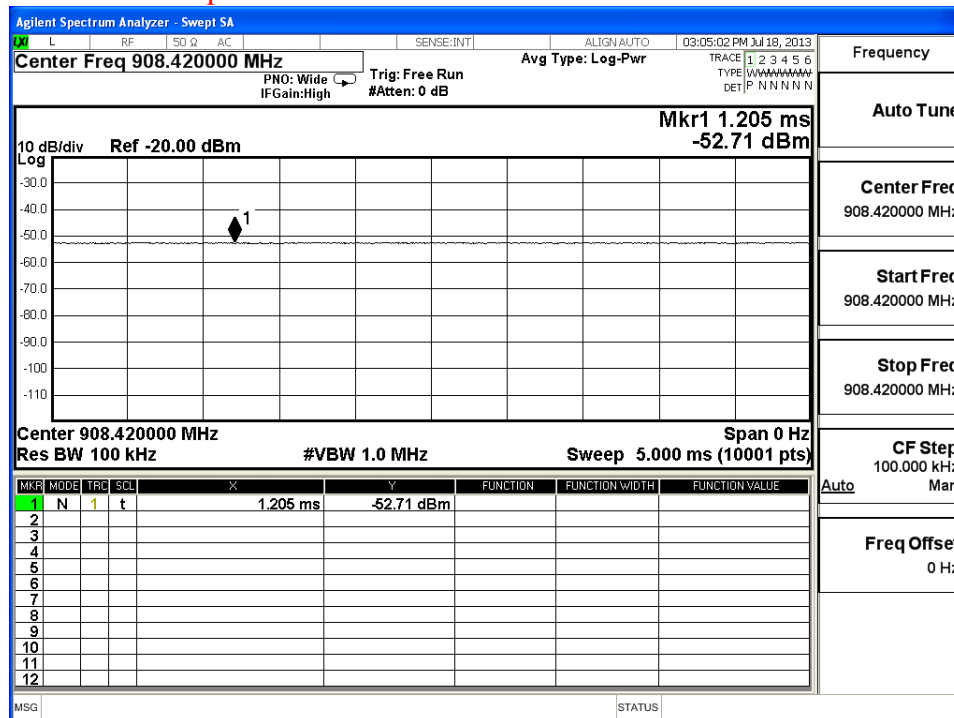 Agilent Spectrum Analyzer - Swept SA
LXI L RF 50 Ω AC SENSE:INT ALIGN AUTO 03:05:02 PM Jul 18, 2013
Center Freq 908.420000 MHz
PNO: Wide
IFGain:High
Trig: Free Run
#Atten: 0 dB
Avg Type: Log-Pwr
TRACE 1 2 3 4 5 6
TYPE WWWWWW
DET P N N N N N
Mkr1 1.205 ms
-52.71 dBm
10 dB/div Ref -20.00 dBm
Log
-30.0
-40.0
1
-50.0
-60.0
-70.0
-80.0
-90.0
-100
-110
Center 908.420000 MHz Span 0 Hz
Res BW 100 kHz #VBW 1.0 MHz Sweep 5.000 ms (10001 pts)
MKR MODE TRC SCL X Y FUNCTION FUNCTION WIDTH FUNCTION VALUE
1 N 1 t 1.205 ms -52.71 dBm
2
3
4
5
6
7
8
9
10
11
12
MSG STATUS
Frequency
Auto Tune
Center Freq
908.420000 MHz
Start Freq
908.420000 MHz
Stop Freq
908.420000 MHz
CF Step
100.000 kHz
Auto Man
Freq Offset
0 Hz